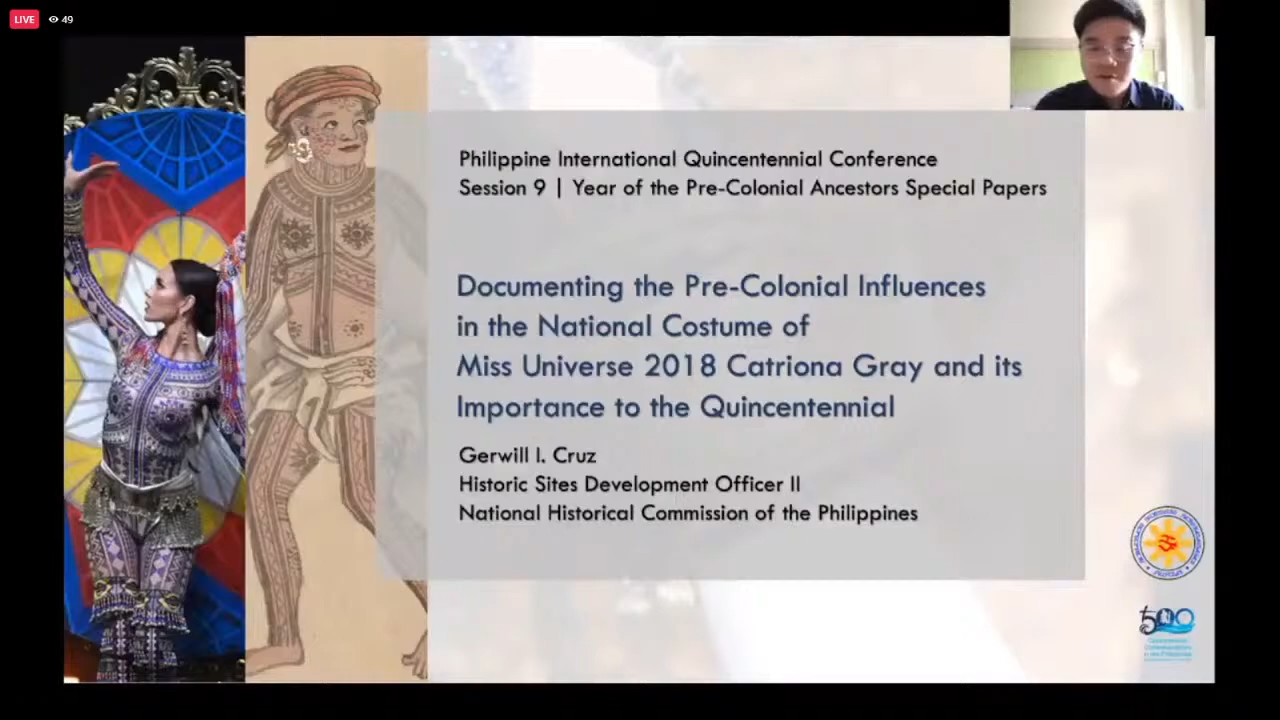 LIVE 49
Philippine International Quincentennial Conference
Session 9 | Year of the Pre-Colonial Ancestors Special Papers
Documenting the Pre-Colonial Influences
in the National Costume of
Miss Universe 2018 Catriona Gray and its
Importance to the Quincentennial
Gerwill I. Cruz
Historic Sites Development Officer II
National Historical Commission of the Philippines
500